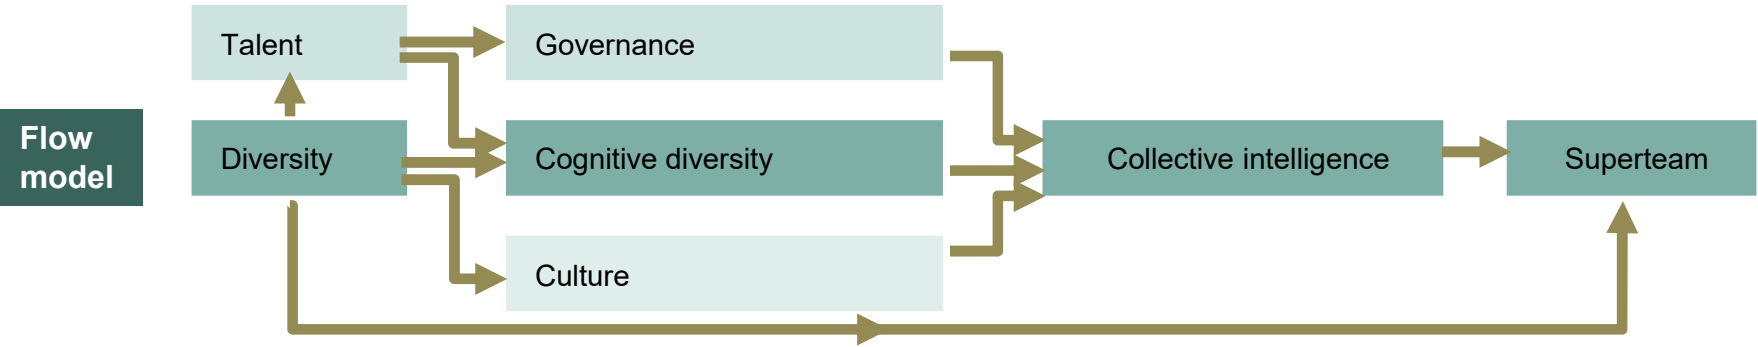 Flow
model
Talent
Governance
Diversity
Cognitive diversity
Collective intelligence
Superteam
Culture